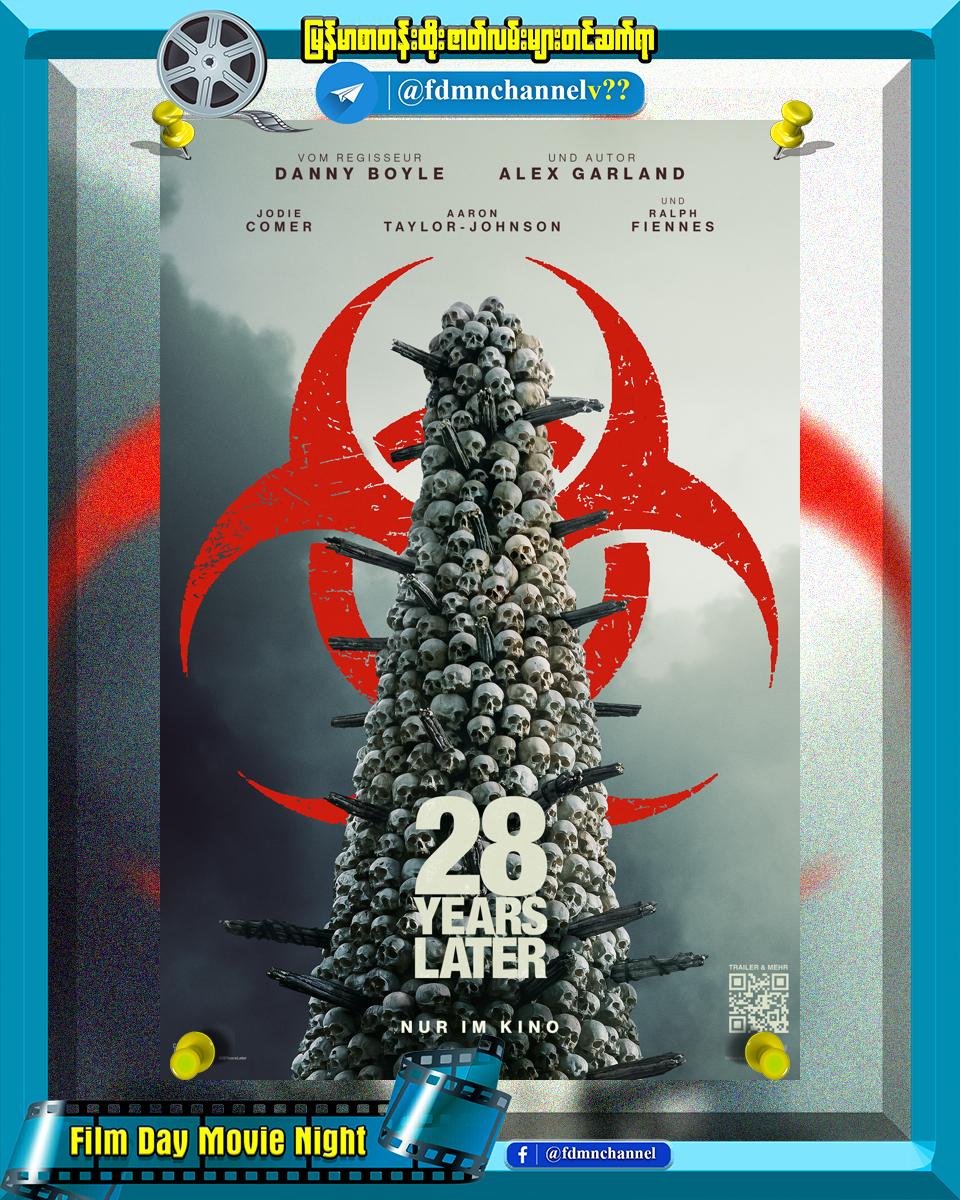 မြန်မာစာတန်းထိုးဇာတ်လမ်းများတင်ဆက်ရာ
@fdmnchannelv??
VOM REGISSEUR
DANNY BOYLE
UND AUTOR
ALEX GARLAND
JODIE
COMER
AARON
TAYLOR-JOHNSON
UND
RALPH
FIENNES
28
YEARS
LATER
TRAILER & MEHR
NUR IM KINO
Film Day Movie Night
@fdmnchannel